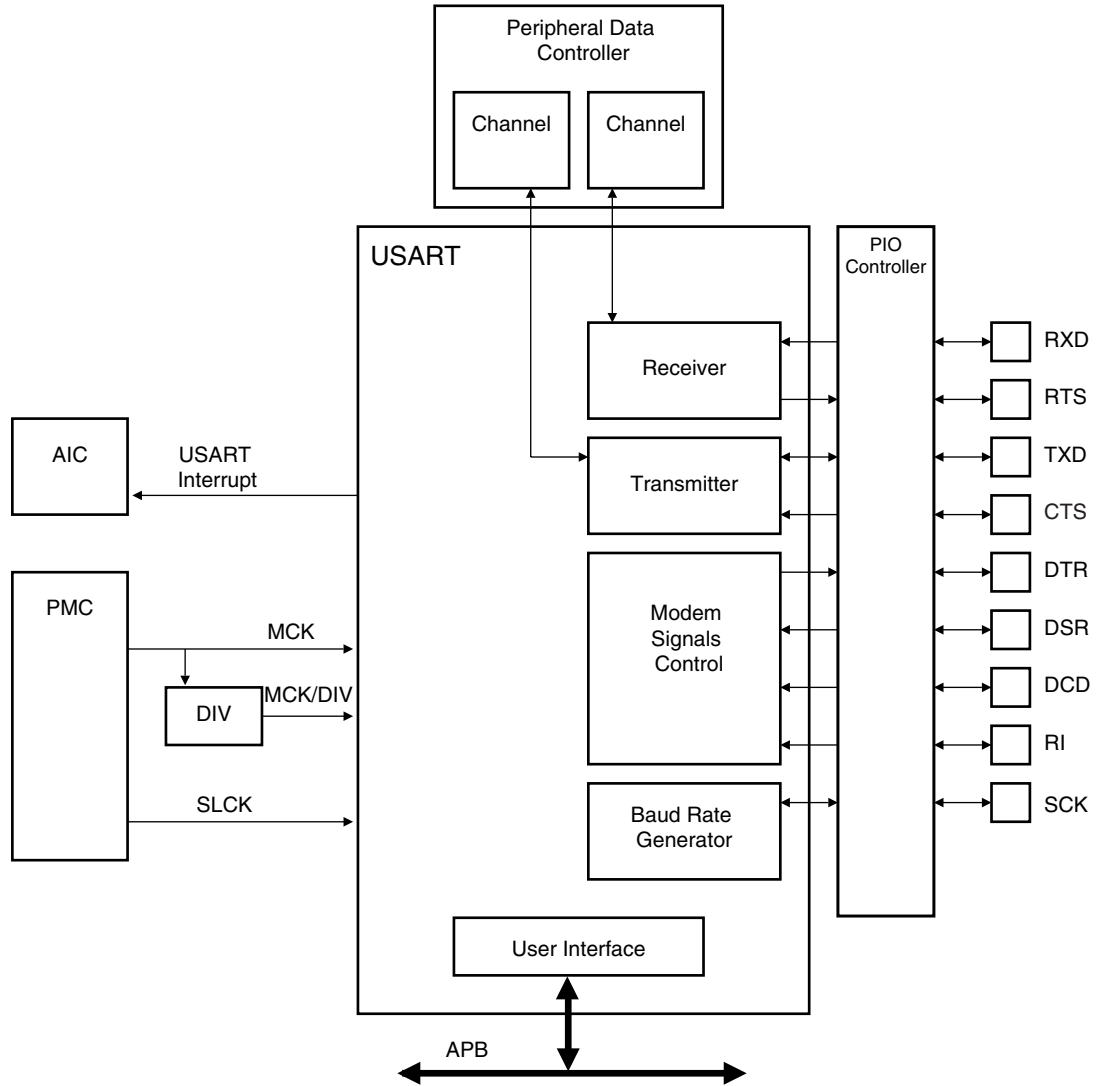 Peripheral Data
Controller
Channel
Channel
USART
PIO
Controller
Receiver
RXD
RTS
AIC
USART
Interrupt
Transmitter
TXD
CTS
PMC
MCK
DIV
MCK/DIV
SLCK
Modem
Signals
Control
DTR
DSR
DCD
RI
Baud Rate
Generator
SCK
User Interface
APB